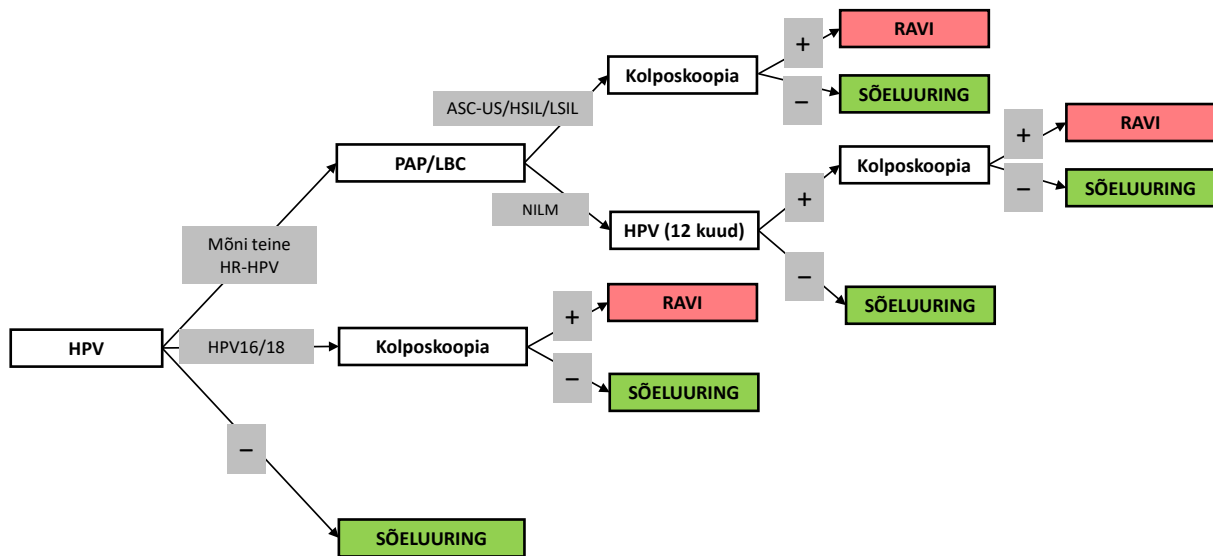 RAVI
+
Kolposkoopia
−
SÕELUURING
ASC-US/HSIL/LSIL
RAVI
+
PAP/LBC
Kolposkoopia
−
SÕELUURING
NILM
+
HPV (12 kuud)
Mõni teine
HR-HPV
−
SÕELUURING
RAVI
+
HPV
HPV16/18
Kolposkoopia
−
SÕELUURING
−
SÕELUURING